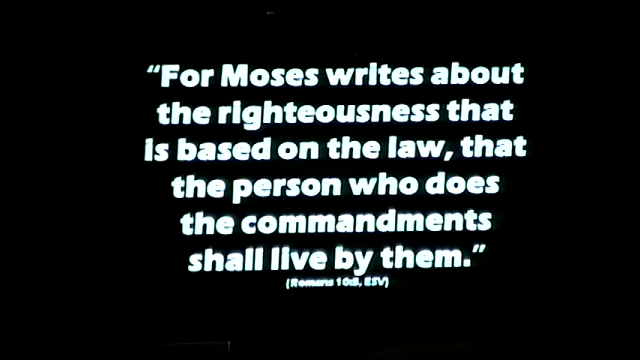 “For Moses writes about
the righteousness that
is based on the law, that
the person who does
the commandments
shall live by them.”
(Romans 10:5, ESV)